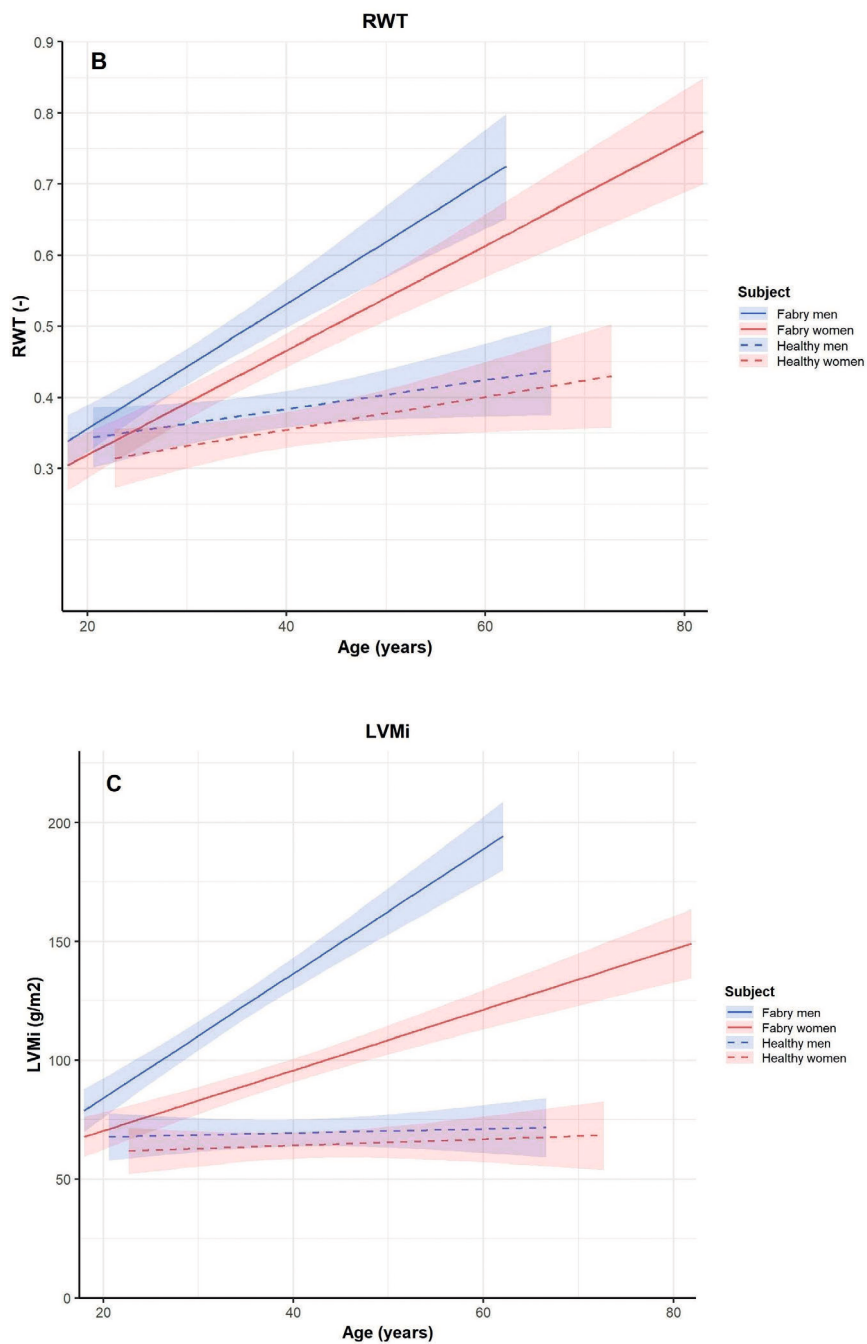 RWT
B
0.9
0.8
0.7
0.6
0.5
0.4
0.3
RWT (-)
20 40 60 80
Age (years)
Subject
Fabry men
Fabry women
Healthy men
Healthy women
LVMi
C
200
150
100
50
0
LVMi (g/m2)
20 40 60 80
Age (years)
Subject
Fabry men
Fabry women
Healthy men
Healthy women